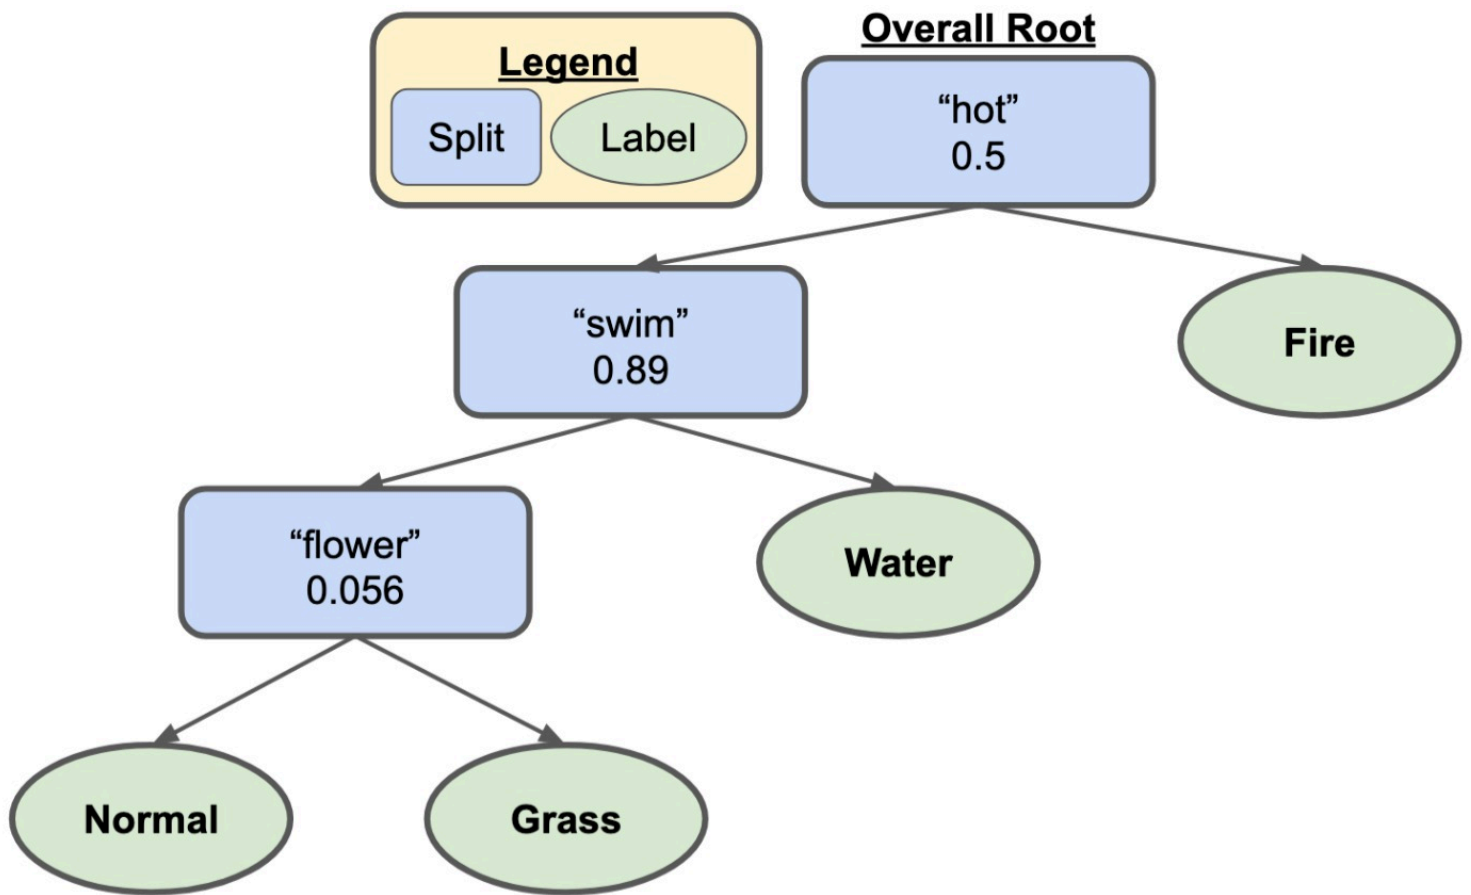 Legend
Split
Label
Overall Root
“hot”
0.5
“swim”
0.89
Fire
“flower”
0.056
Water
Normal
Grass